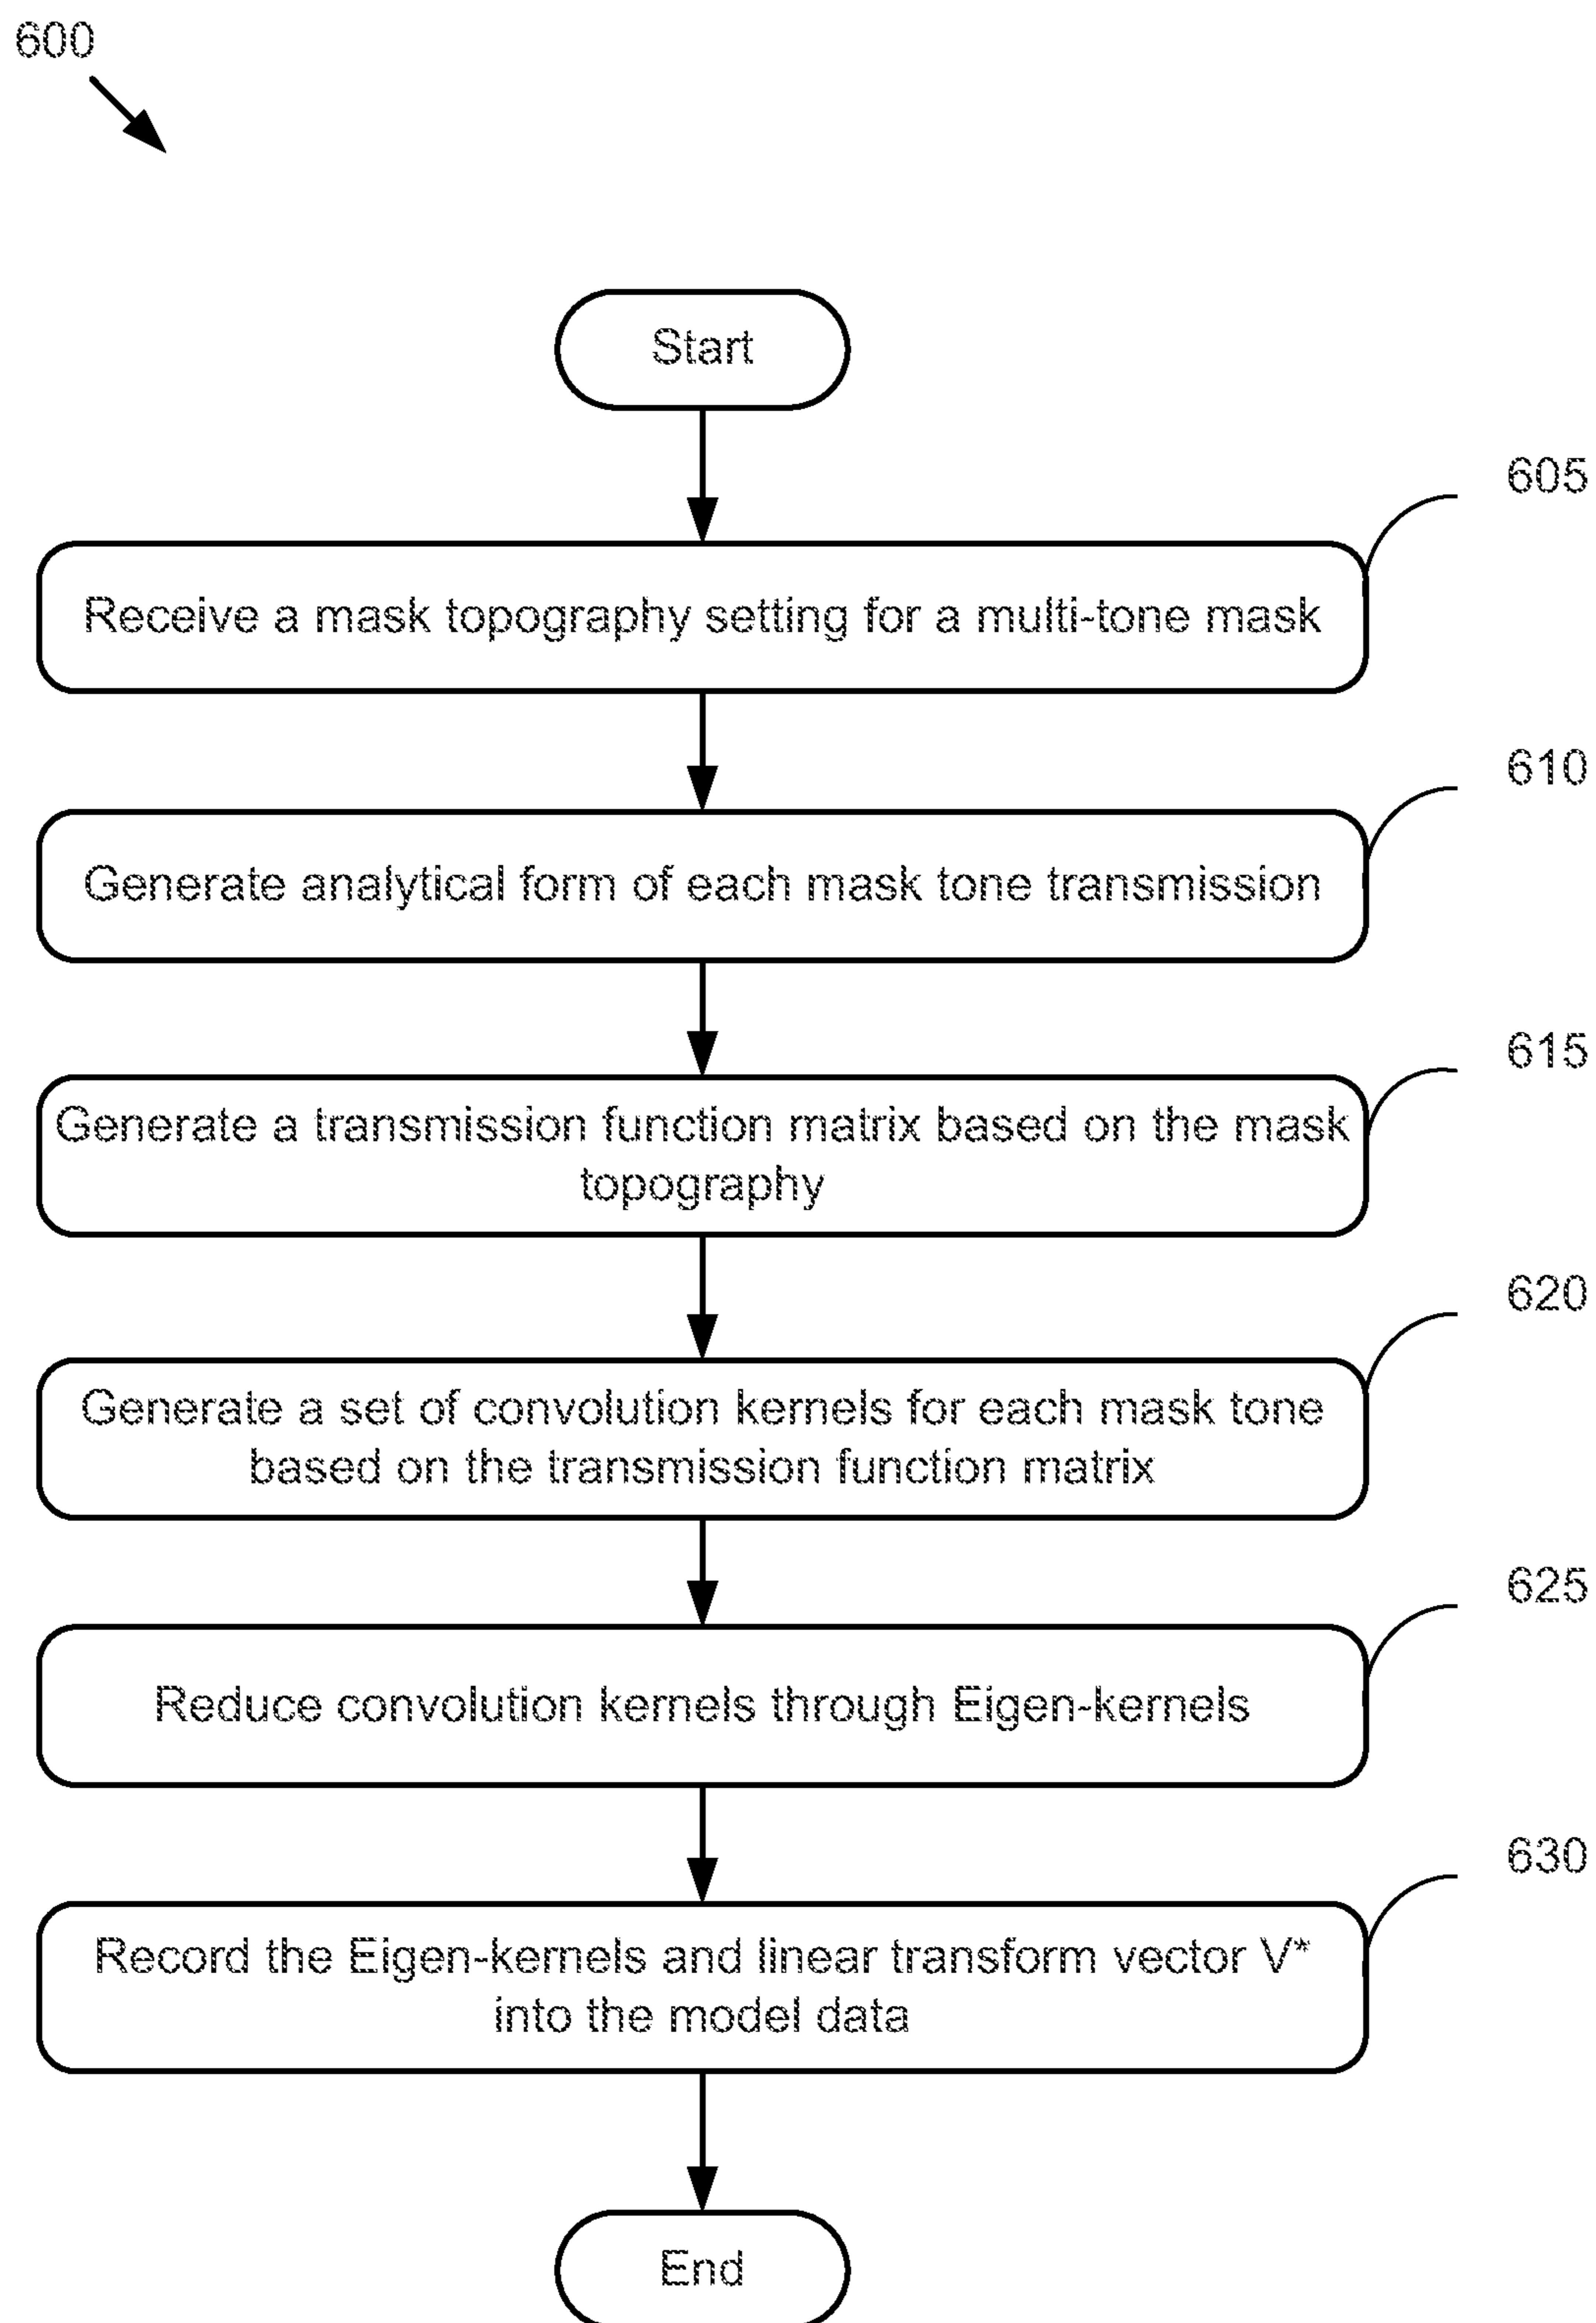 600
Start
605
Receive a mask topography setting for a multi-tone mask
610
Generate analytical form of each mask tone transmission
615
Generate a transmission function matrix based on the mask
topography
620
Generate a set of convolution kernels for each mask tone
based on the transmission function matrix
625
Reduce convolution kernels through Eigen-kernels
630
Record the Eigen-kernels and linear transform vector V*
into the model data
End